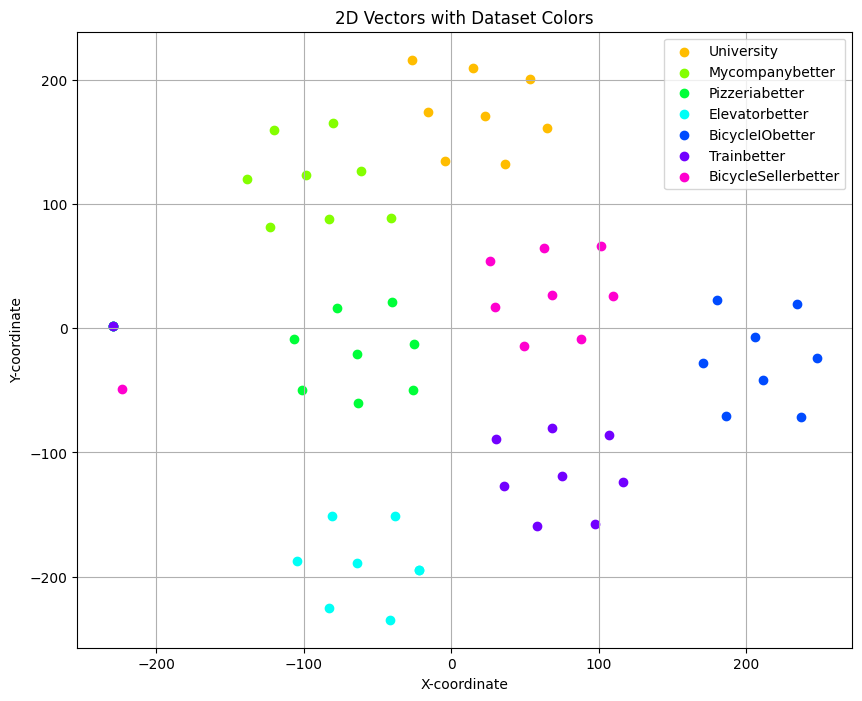 2D Vectors with Dataset Colors
University
Mycompanybetter
Pizzeriabetter
Elevatorbetter
BicycleIObetter
Trainbetter
BicycleSellerbetter
200
100
0
−100
−200
Y-coordinate
−200
−100
0
100
200
X-coordinate